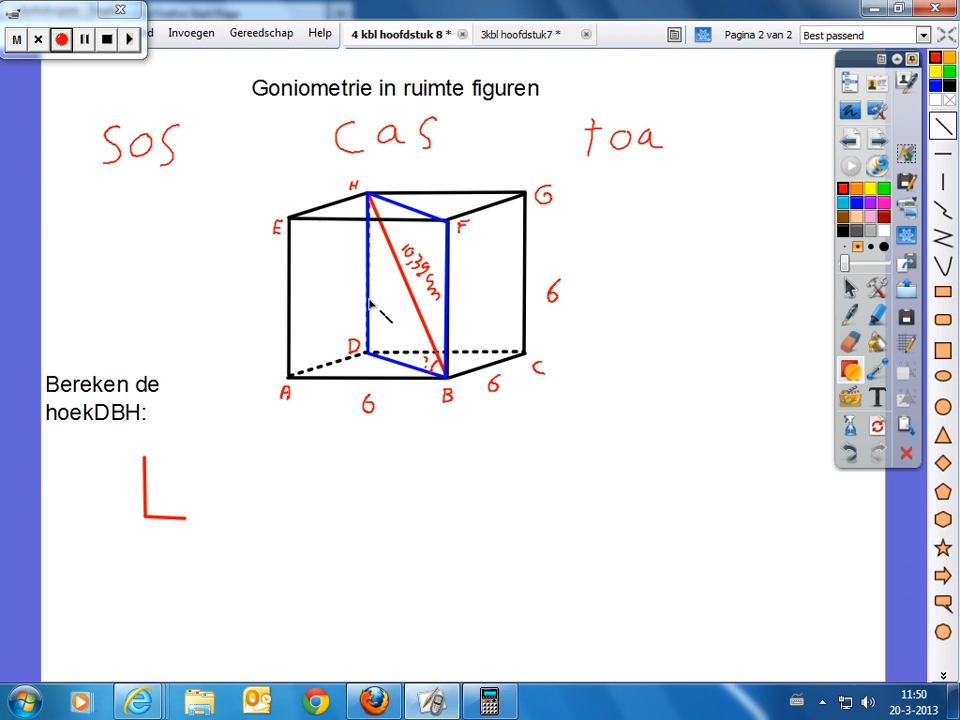 M
Invoegen Gereedschap Help
4 kbl hoofdstuk 8 *
3kbl hoofdstuk7 *
Pagina 2 van 2
Best passend
Goniometrie in ruimte figuren
sos cas toa
H
G
E
F
10,39 cm
6
D
?
C
A
6
B
6
Bereken de
hoekDBH:
T
11:50
20-3-2013